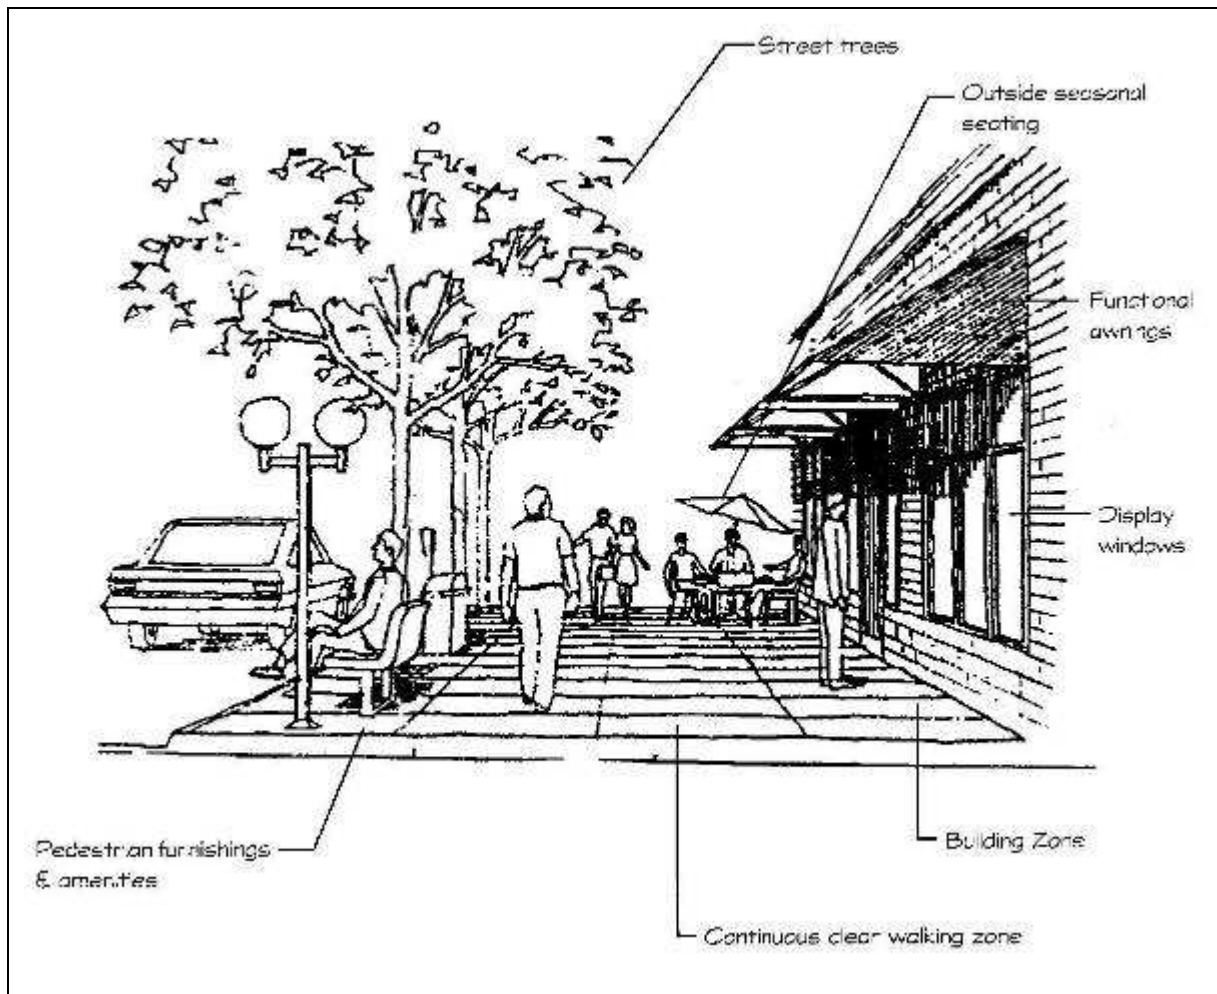 Street trees
Outside seasonal
seating
Functional
awnings
Display
windows
Pedestrian furnishings
& amenities
Building Zone
Continuous clear walking zone